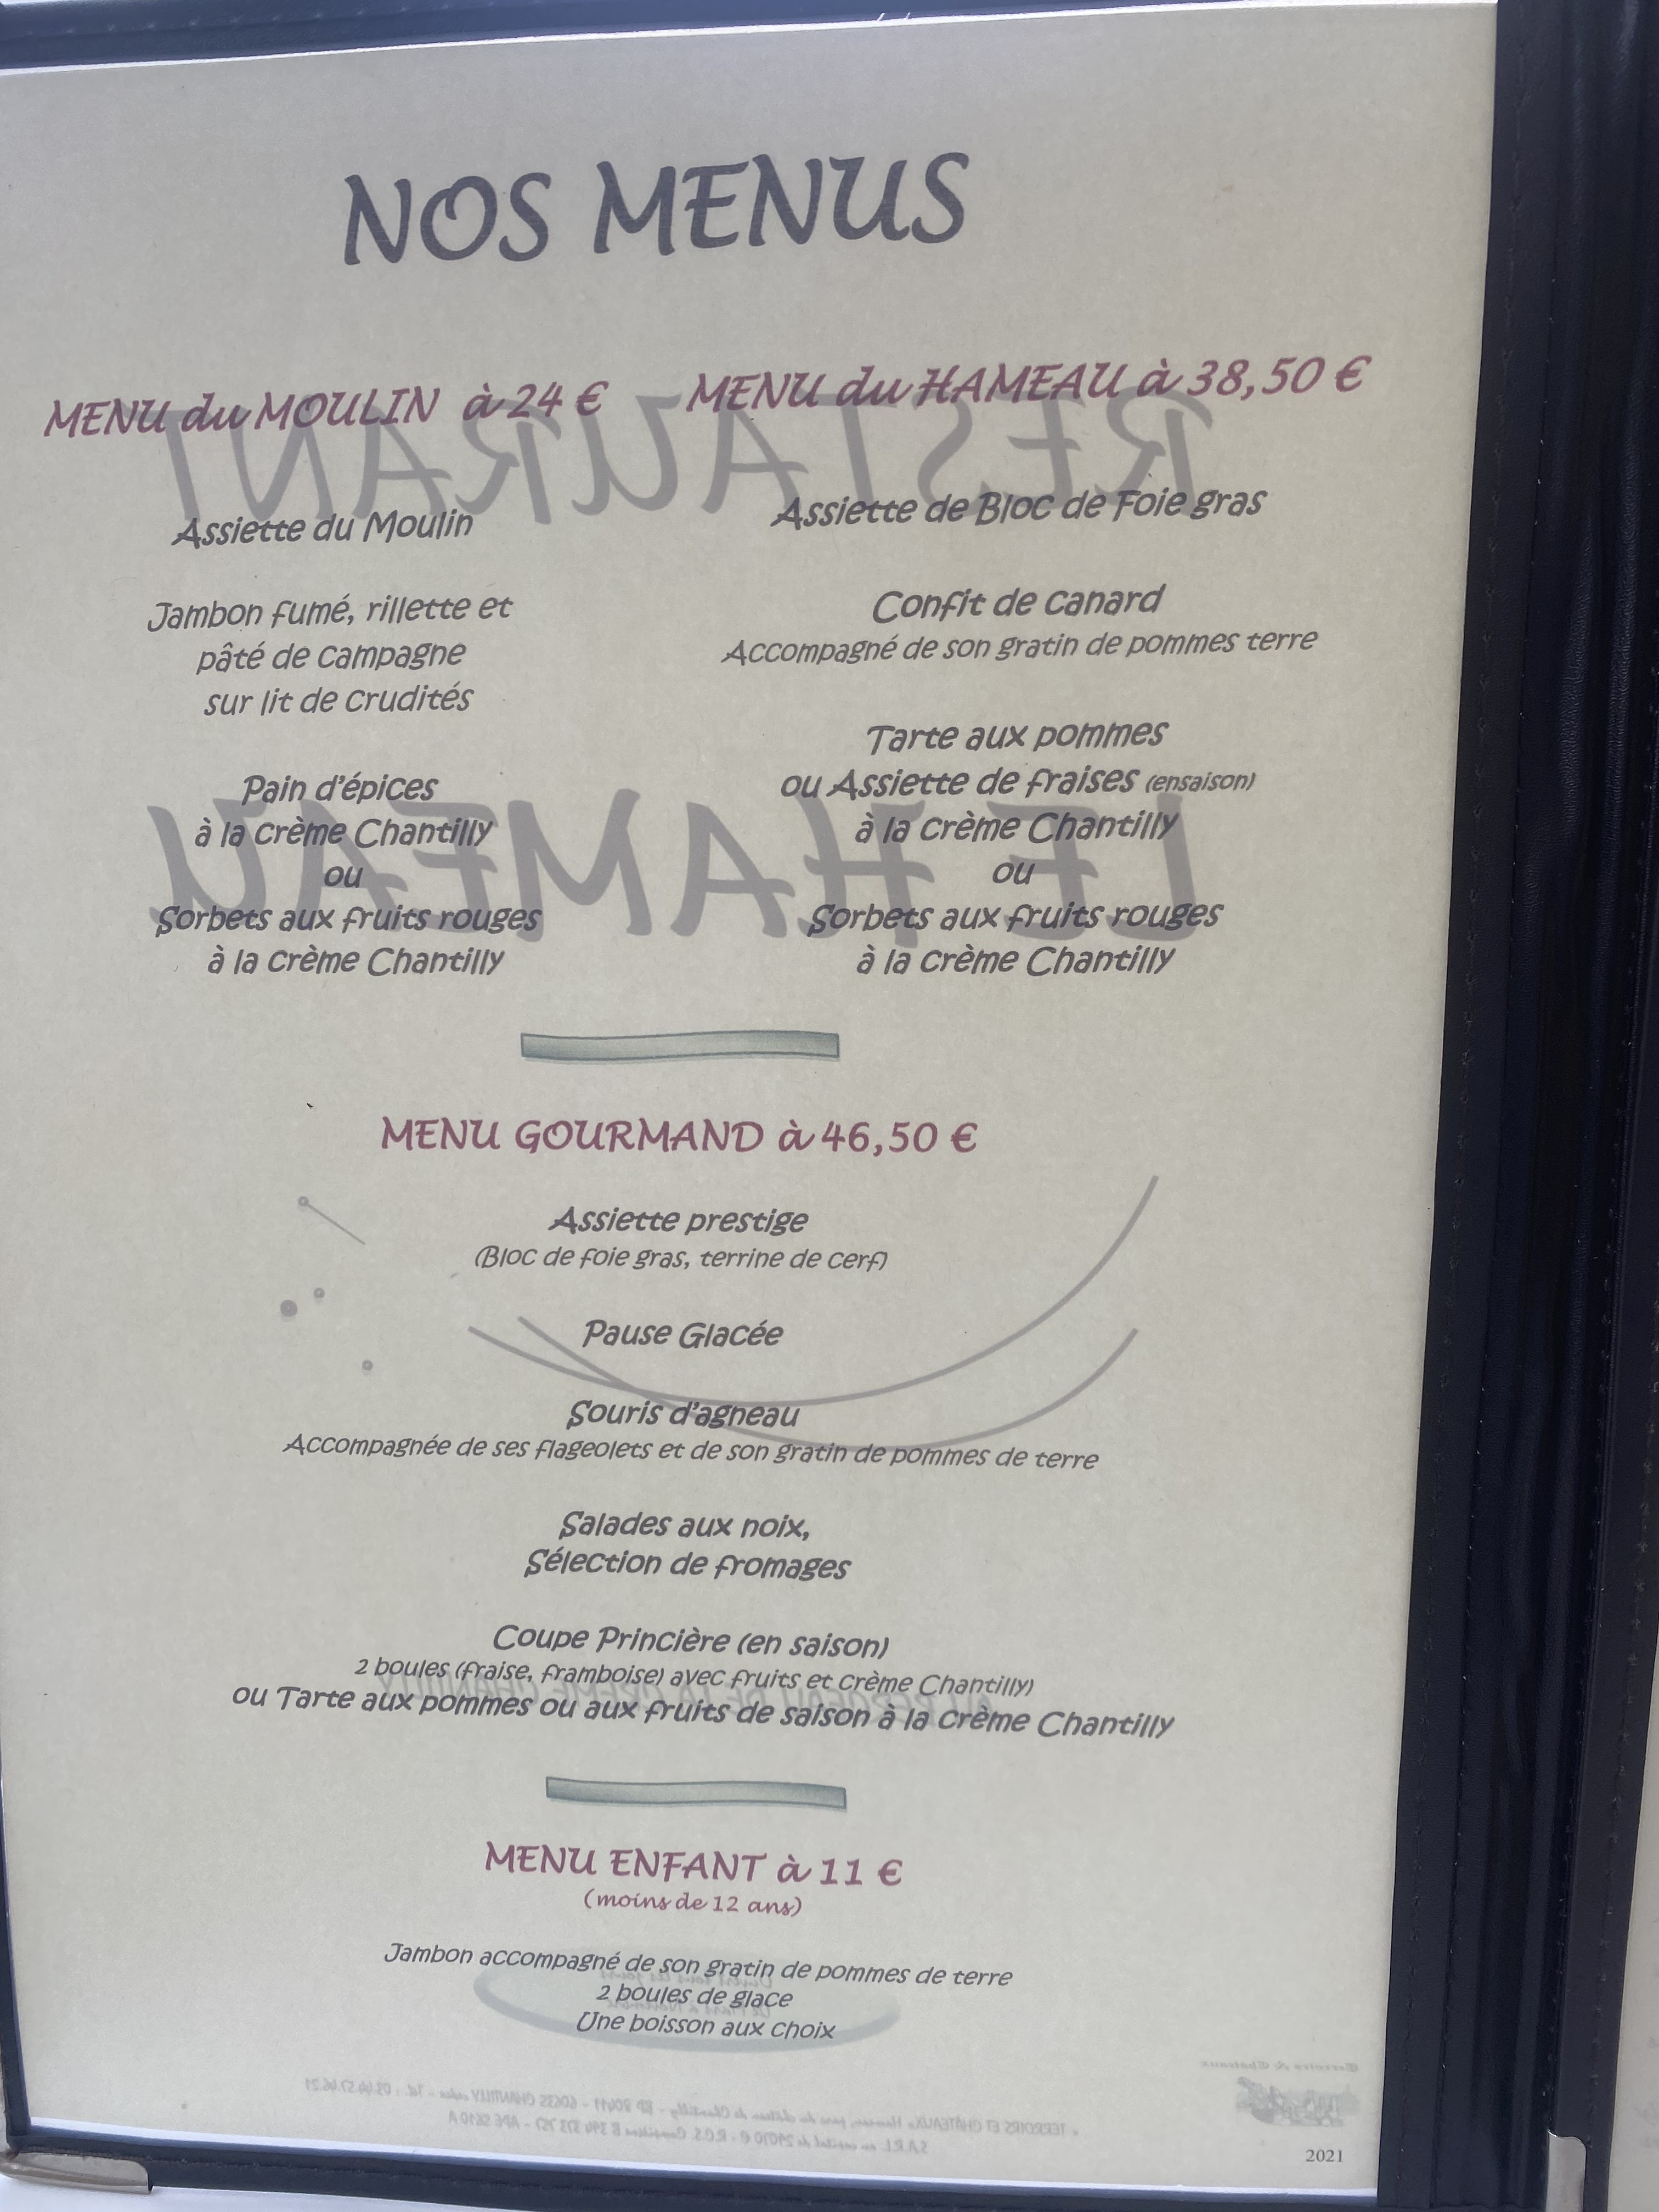 NOS MENUS
MENU du MOULIN à 24 €
Assiette du Moulin
Jambon fumé, rillette et
pâté de campagne
sur lit de crudités
Pain d'épices
à la crème Chantilly
ou
Sorbets aux fruits rouges
à la crème Chantilly
MENU du HAMEAU à 38,50 €
Assiette de Bloc de Foie gras
Confit de canard
Accompagné de son gratin de pommes terre
Tarte aux pommes
ou Assiette de fraises (ensaison)
à la crème Chantilly
ou
Sorbets aux fruits rouges
à la crème Chantilly
RESTAURANT
LE HAMEAU
MENU GOURMAND à 46,50 €
Assiette prestige
(Bloc de foie gras, terrine de cerf)
Pause Glacée
Souris d'agneau
Accompagnée de ses flageolets et de son gratin de pommes de terre
Salades aux noix,
Sélection de fromages
Coupe Princière (en saison)
2 boules (fraise, framboise) avec fruits et crème Chantilly)
ou Tarte aux pommes ou aux fruits de saison à la crème Chantilly
MENU ENFANT à 11 €
(moins de 12 ans)
Jambon accompagné de son gratin de pommes de terre
2 boules de glace
Une boisson aux choix
2021